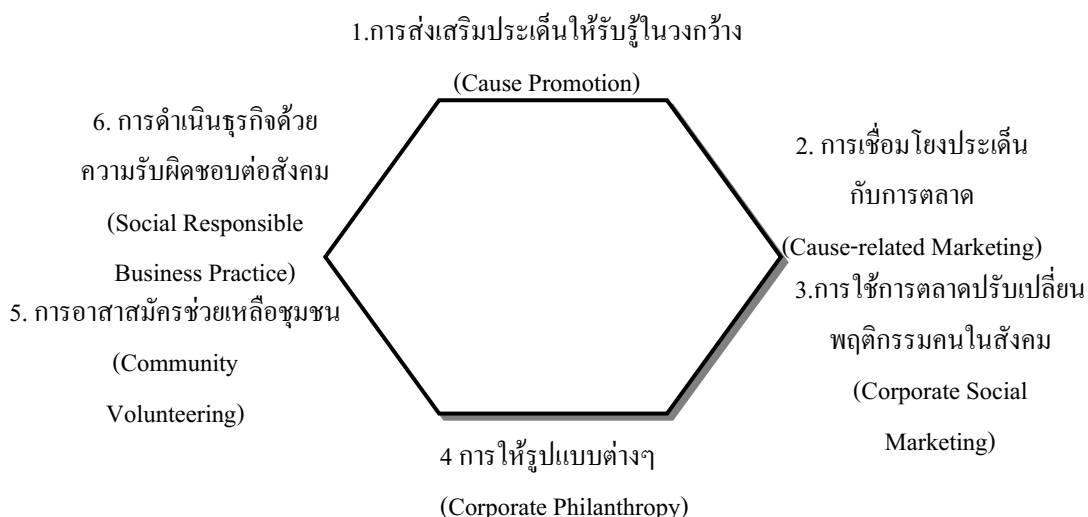 1.การส่งเสริมประเด็นให้รับรู้ในวงกว้าง
(Cause Promotion)
2. การเชื่อมโยงประเด็น
กับการตลาด
(Cause-related Marketing)
3.การใช้การตลาดปรับเปลี่ยน
พฤติกรรมคนในสังคม
(Corporate Social
Marketing)
4 การให้รูปแบบต่างๆ
(Corporate Philanthropy)
5. การอาสาสมัครช่วยเหลือชุมชน
(Community
Volunteering)
6. การดำเนินธุรกิจด้วย
ความรับผิดชอบต่อสังคม
(Social Responsible
Business Practice)